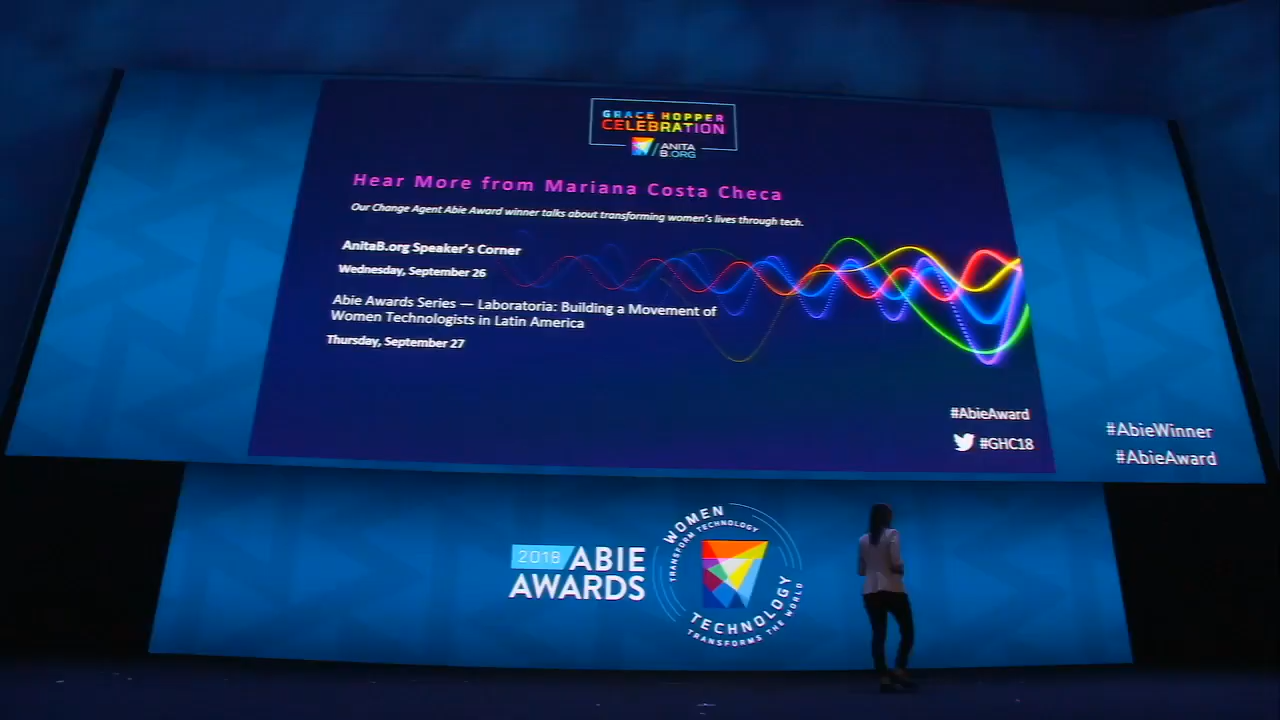 GRACE HOPPER
CELEBRATION
ANITA
B.ORG
Hear More from Mariana Costa Checa
Our Change Agent Abie Award winner talks about transforming women's lives through tech.
AnitaB.org Speaker's Corner
Wednesday, September 26
Abie Awards Series — Laboratoria: Building a Movement of
Women Technologists in Latin America
Thursday, September 27
#AbieAward
#GHC18
#AbieWinner
#AbieAward
2018 ABIE
AWARDS
WOMEN
TRANSFORM TECHNOLOGY
TECHNOLOGY
TRANSFORMS THE WORLD